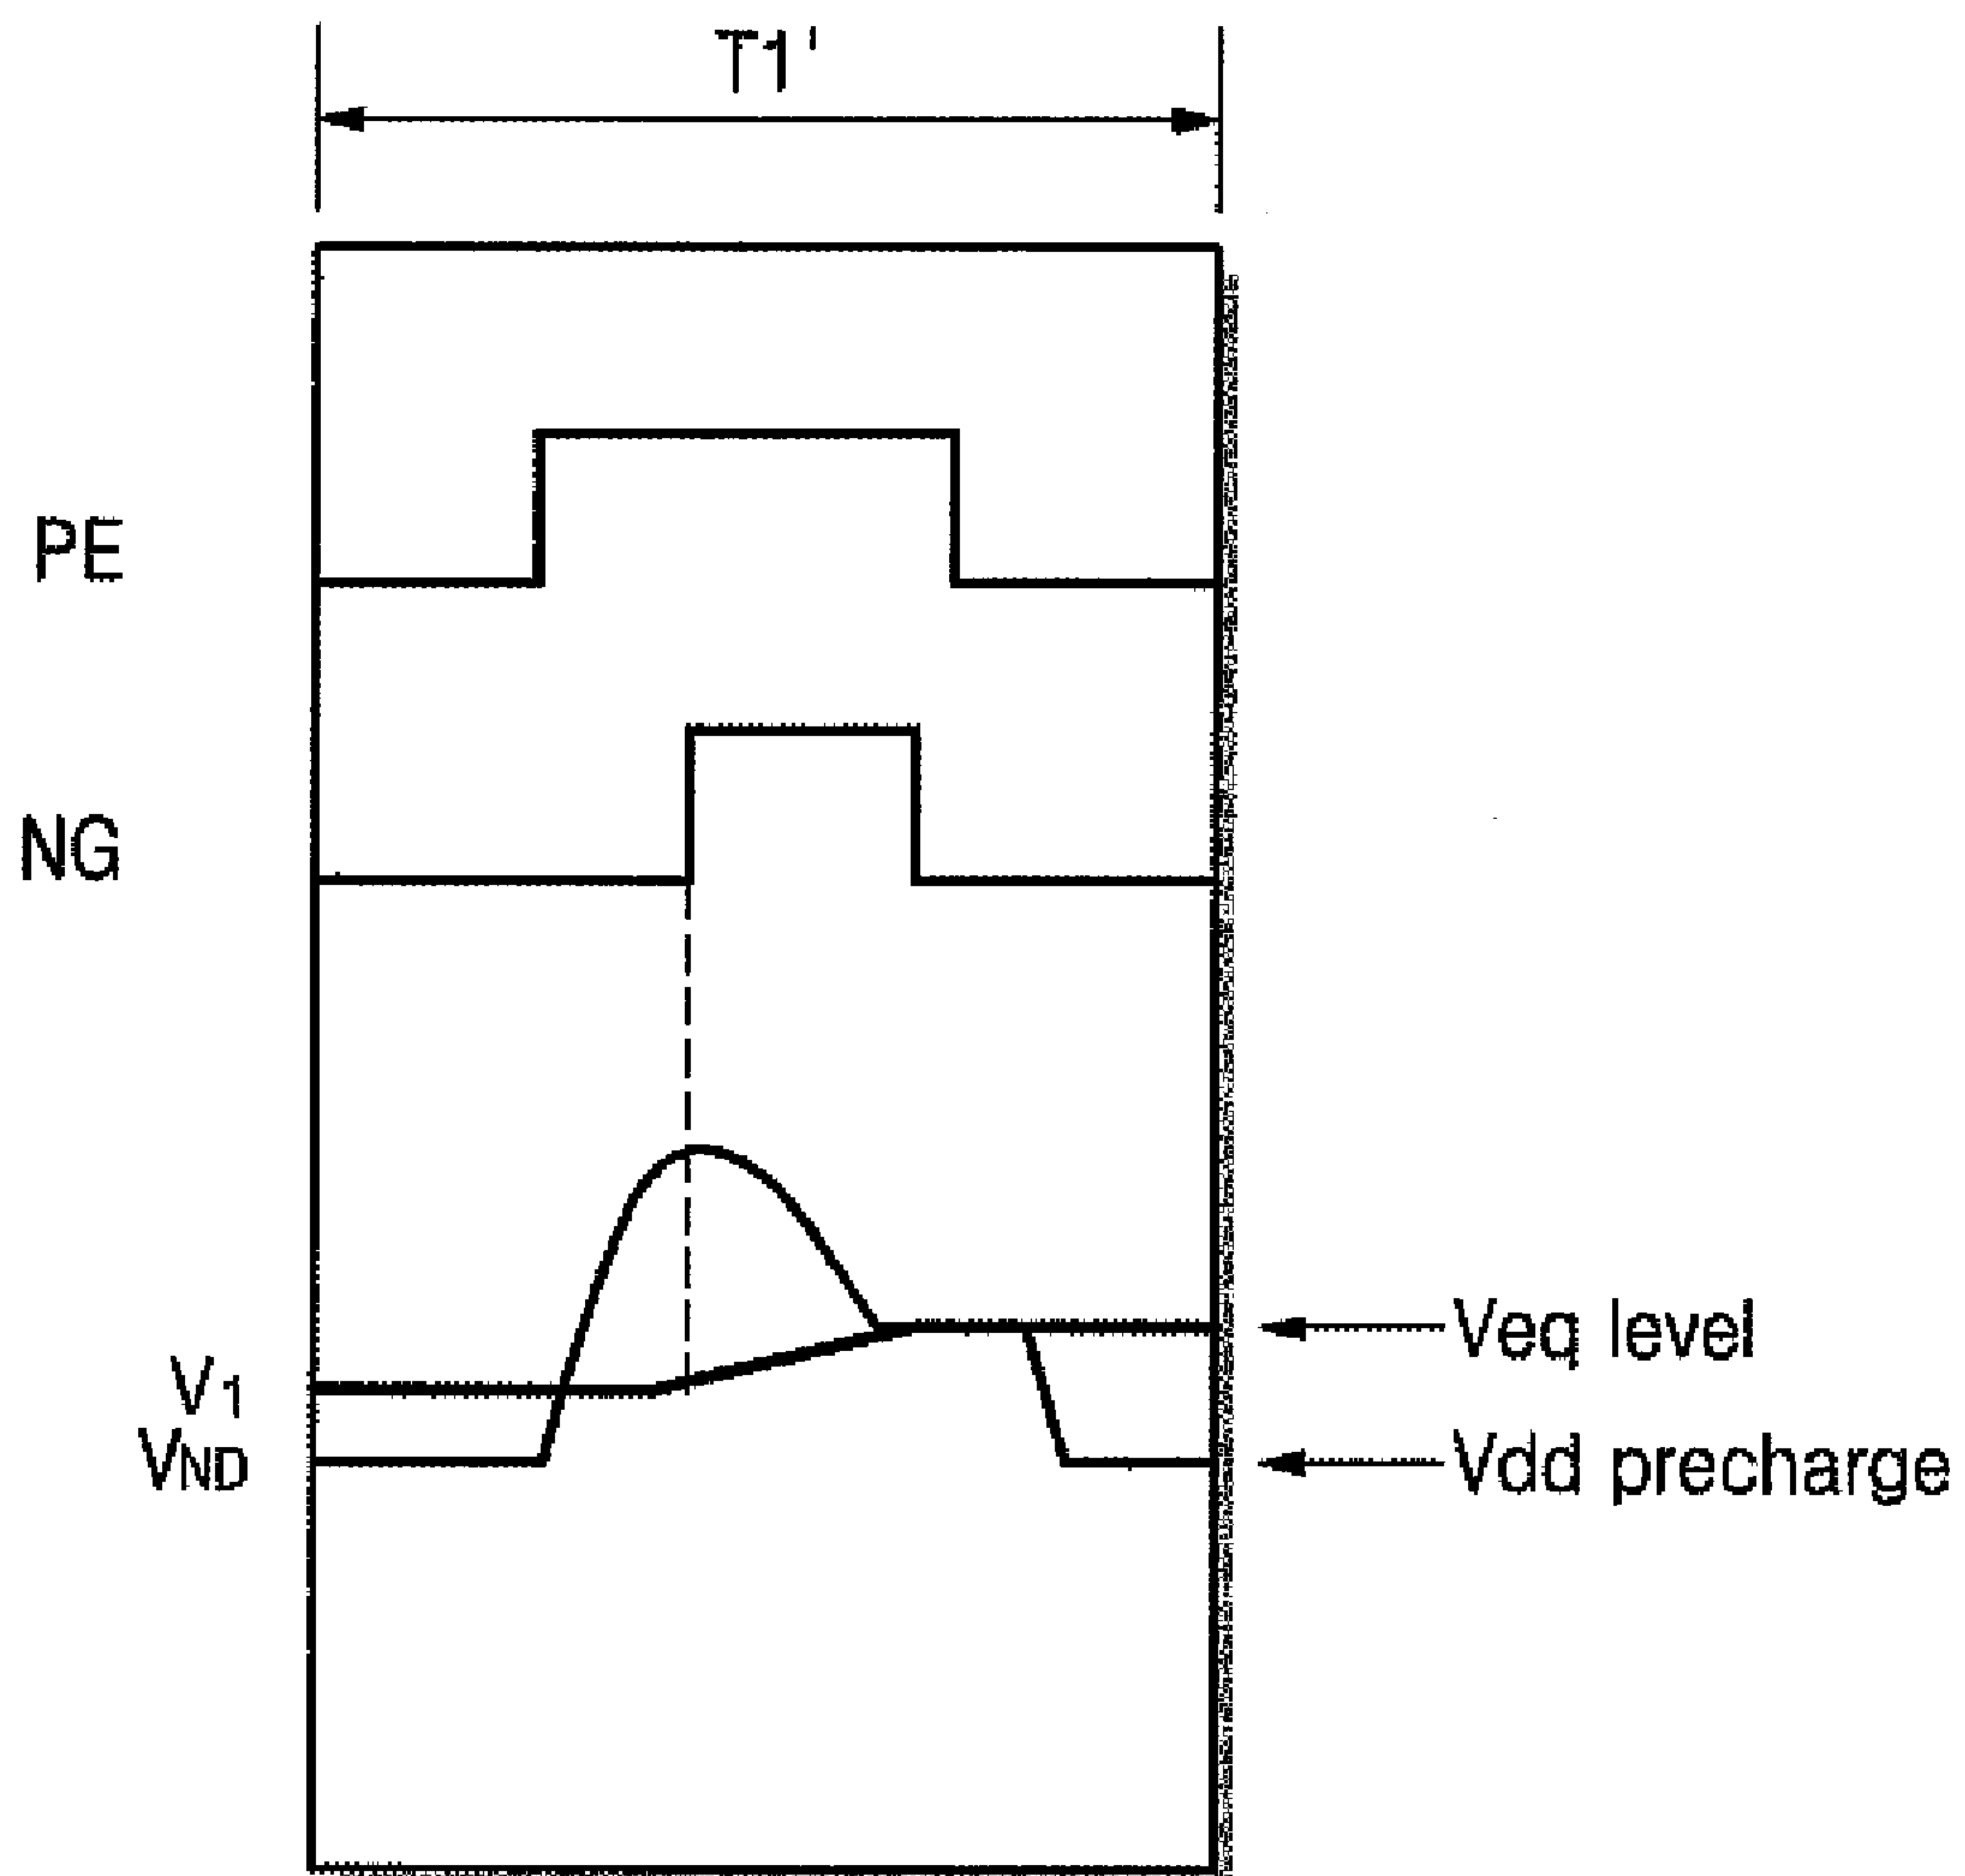 T1'
PE
NG
Veq level
V1
VND
Vdd precharge